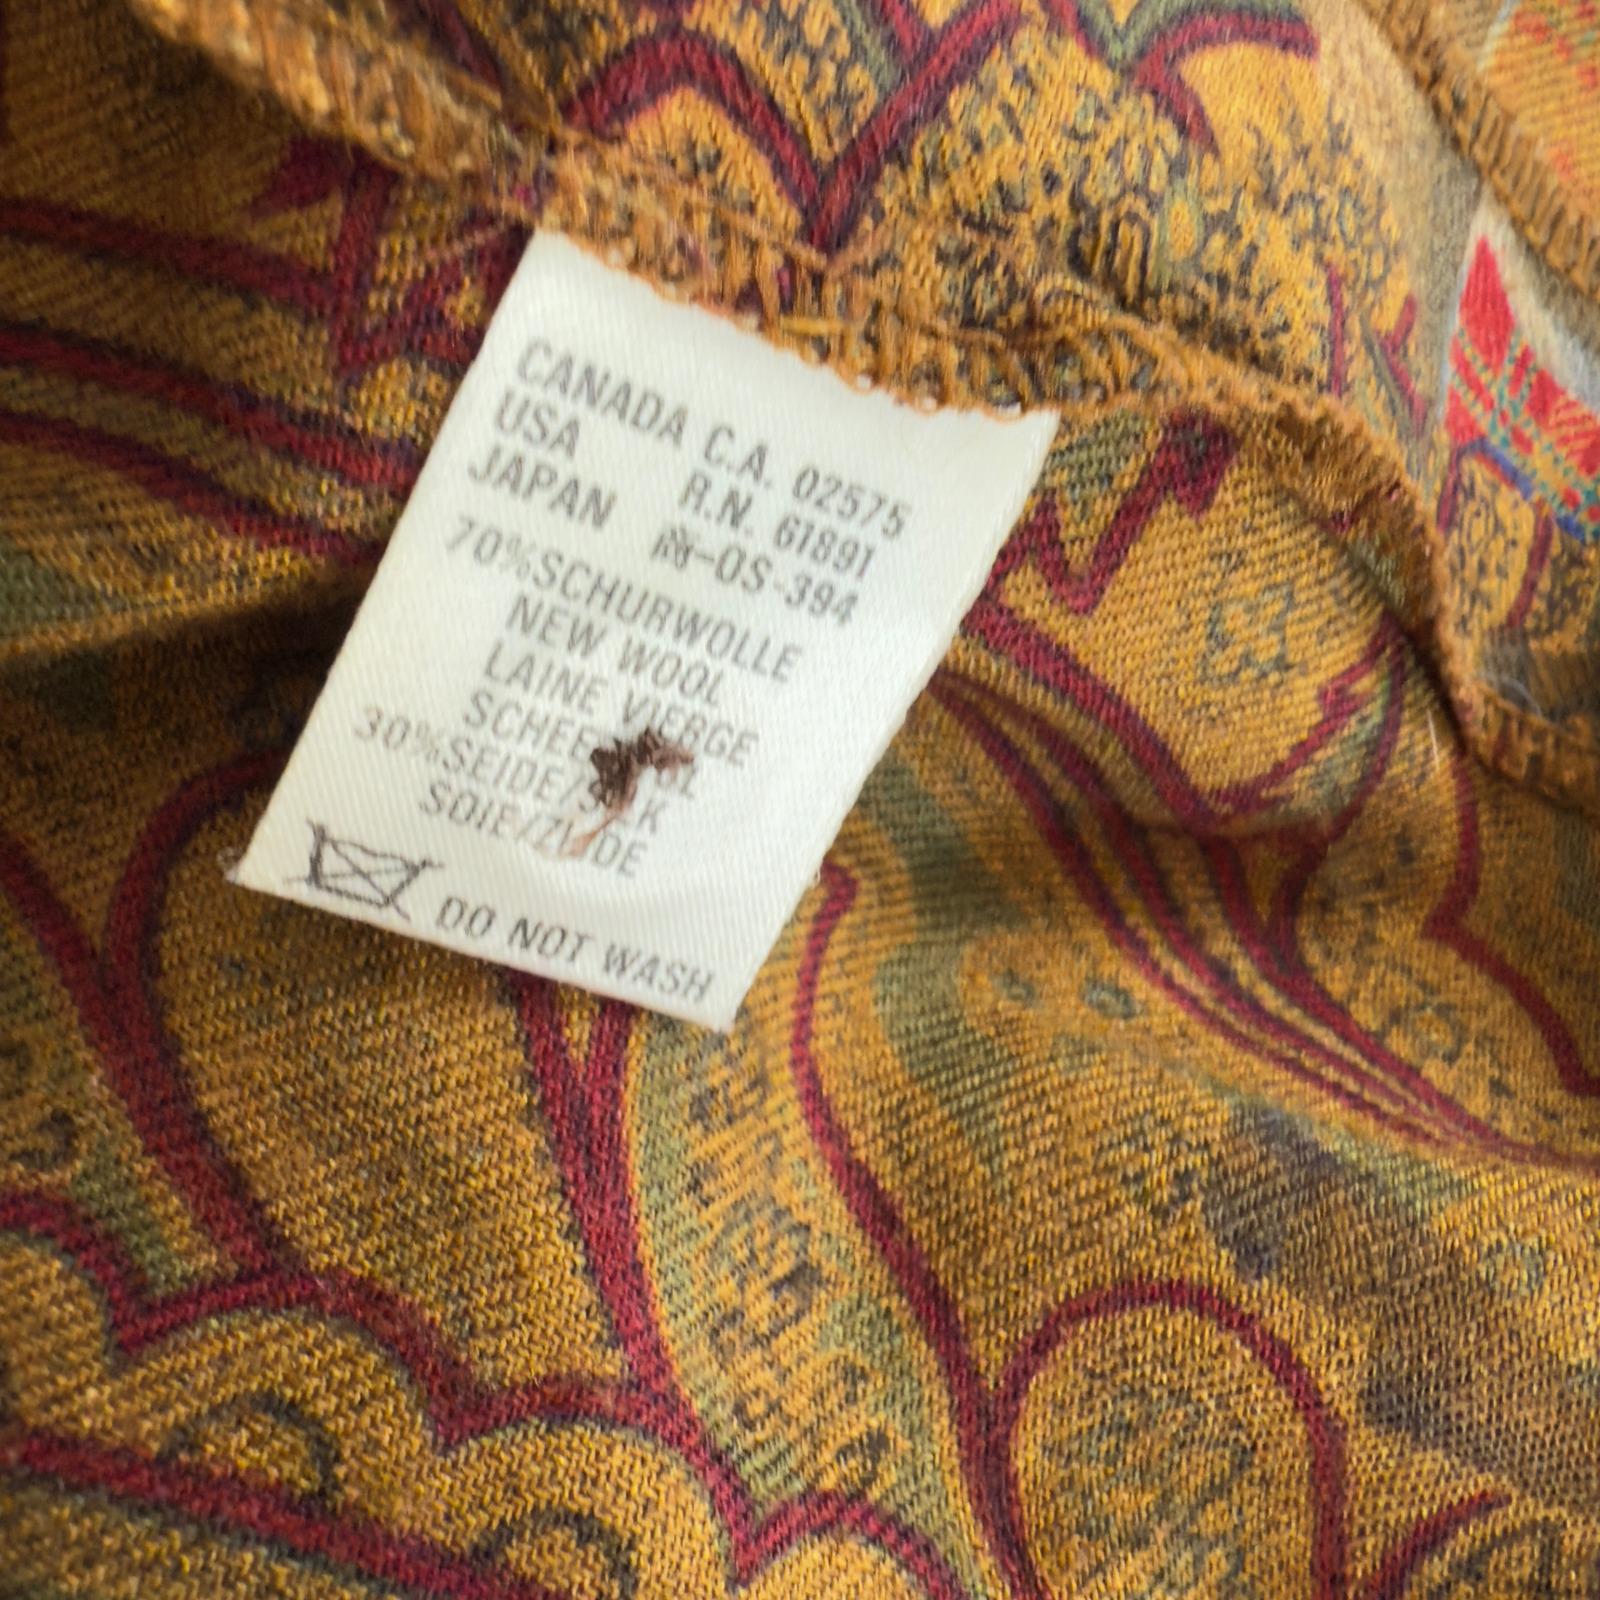 CANADA C.A. 02575
USA R.N. 61891
JAPAN -OS-394
70%SCHURWOLLE
NEW WOOL
LAINE VIERGE
30%SEIDE/
SOIE/
DO NOT WASH